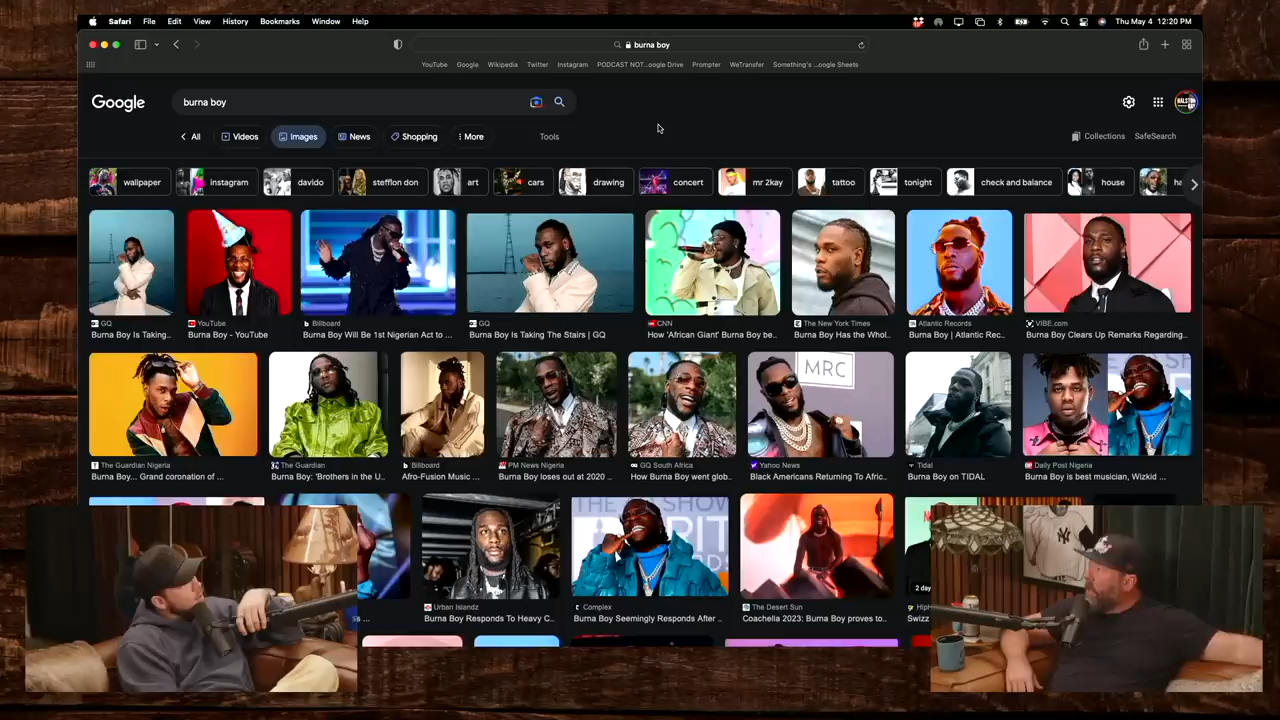 Safari File Edit View History Bookmarks Window Help Thu May 4 12:20 PM
burna boy
YouTube Google Wikipedia Twitter Instagram PODCAST NOT...oogle Drive Prompter WeTransfer Something's ...oogle Sheets
Google burna boy
All Videos Images News Shopping More Tools Collections SafeSearch
wallpaper instagram davido stefflon don art cars drawing concert mr 2kay tattoo tonight check and balance house ha
GQ YouTube Billboard GQ CNN The New York Times Atlantic Records VIBE.com
Burna Boy Is Taking... Burna Boy - YouTube Burna Boy Will Be 1st Nigerian Act to ... Burna Boy Is Taking The Stairs | GQ How 'African Giant' Burna Boy be... Burna Boy Has the Whol... Burna Boy | Atlantic Rec... Burna Boy Clears Up Remarks Regarding...
MRC
The Guardian Nigeria The Guardian Billboard PM News Nigeria GQ South Africa Yahoo News Tidal Daily Post Nigeria
Burna Boy... Grand coronation of ... Burna Boy: 'Brothers in the U... Afro-Fusion Music ... Burna Boy loses out at 2020 ... How Burna Boy went glob... Black Americans Returning To Afric... Burna Boy on TIDAL Burna Boy is best musician, Wizkid ...
2 day
Urban Islandz Complex The Desert Sun HipH
s ... Burna Boy Responds To Heavy C... Burna Boy Seemingly Responds After ... Coachella 2023: Burna Boy proves to... Swizz